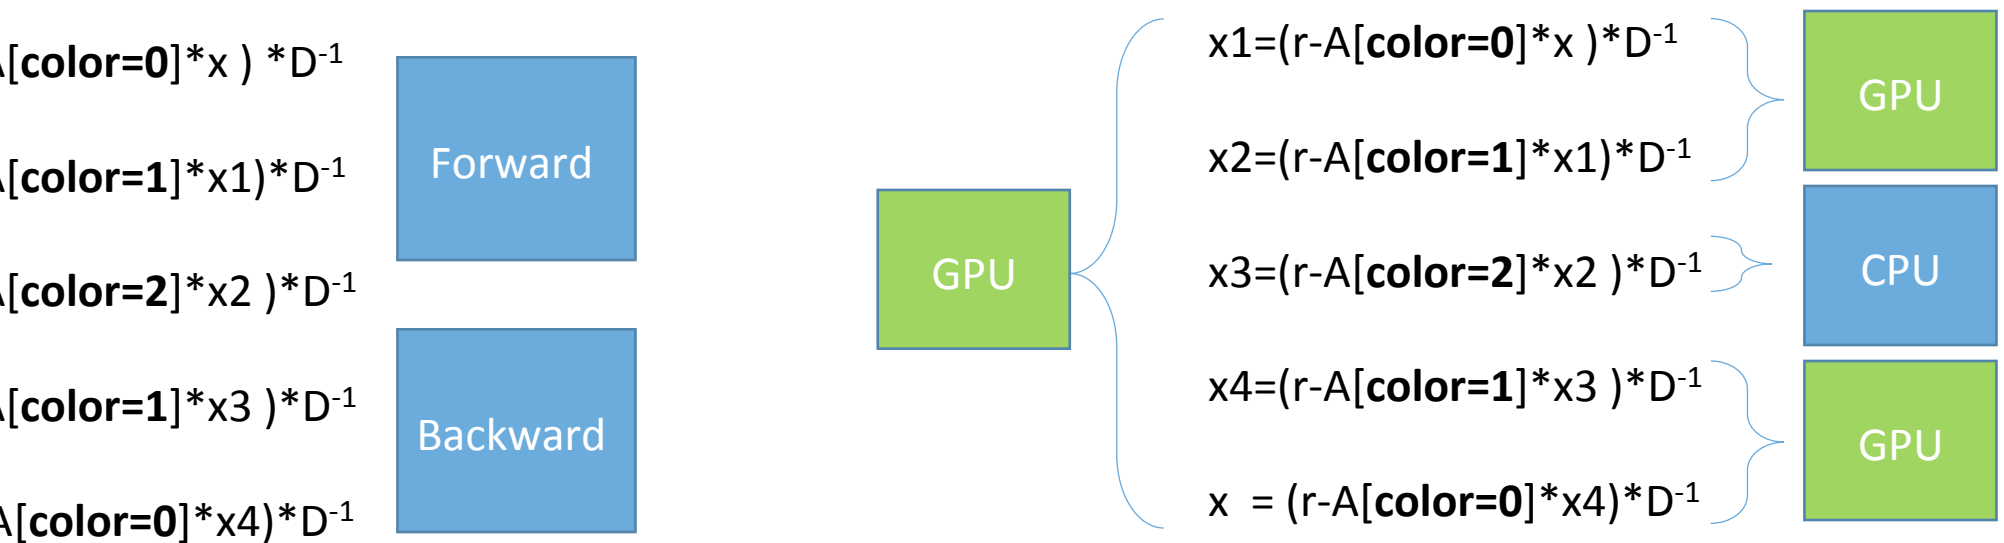 A[color=0]*x ) *D-1
A[color=1]*x1)*D-1
A[color=2]*x2 )*D-1
A[color=1]*x3 )*D-1
A[color=0]*x4)*D-1
Forward
Backward
GPU
x1=(r-A[color=0]*x )*D-1
x2=(r-A[color=1]*x1)*D-1
x3=(r-A[color=2]*x2 )*D-1
x4=(r-A[color=1]*x3 )*D-1
x = (r-A[color=0]*x4)*D-1
GPU
CPU
GPU